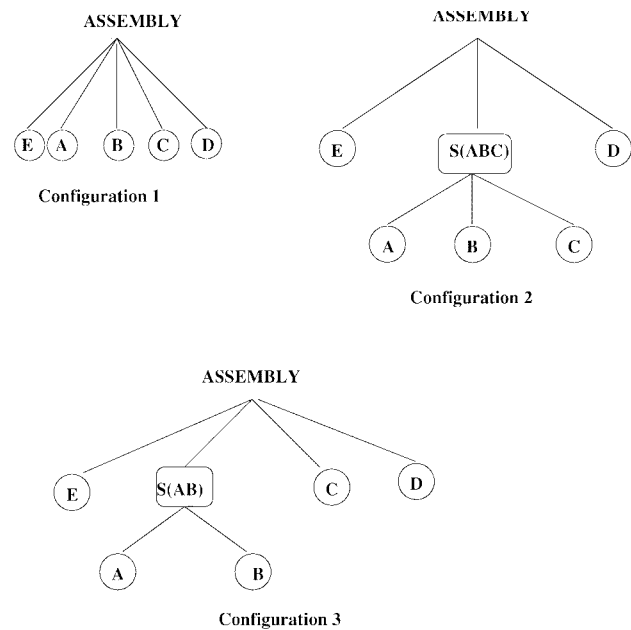 ASSEMBLY
E A B C D
Configuration 1
ASSEMBLY
E S(ABC) D
A B C
Configuration 2
ASSEMBLY
E S(AB) C D
A B
Configuration 3